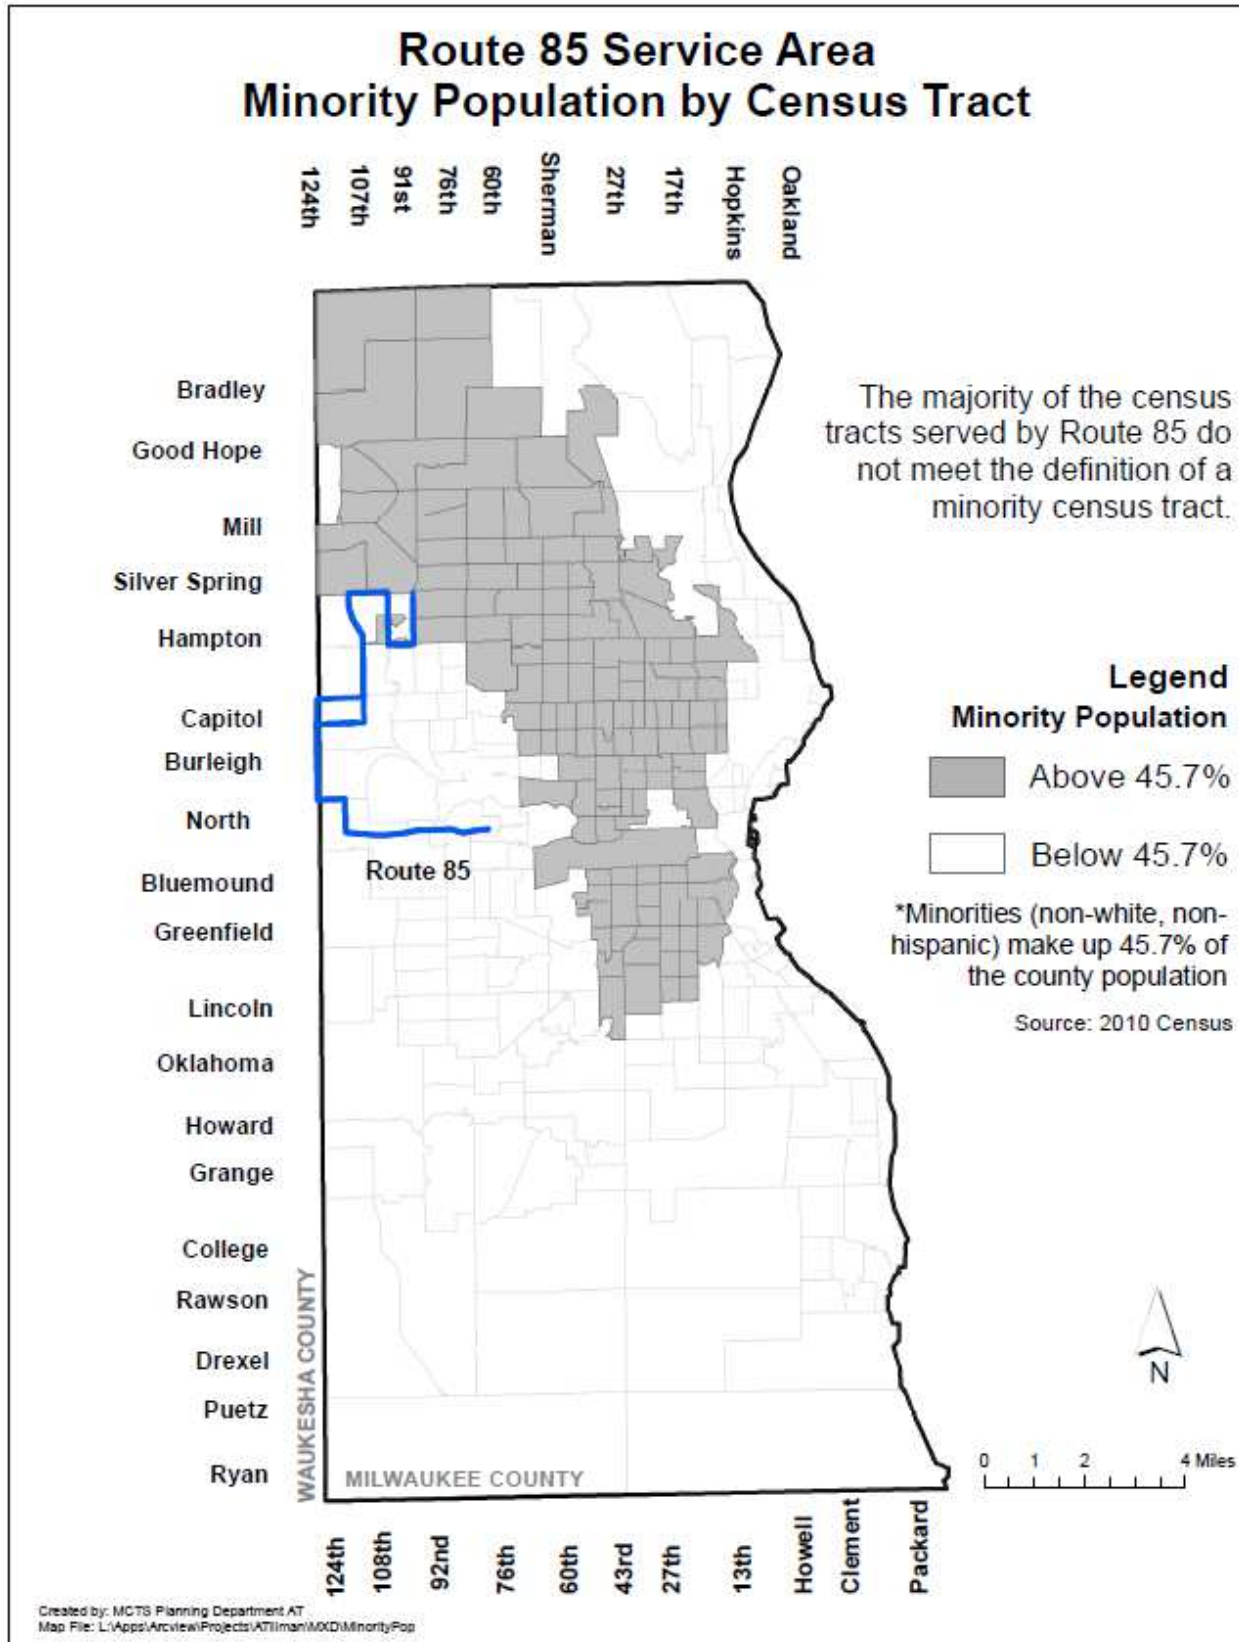 Route 85 Service Area
Minority Population by Census Tract
124th
107th
91st
76th
60th
Sherman
27th
17th
Hopkins
Oakland
Bradley
Good Hope
Mill
Silver Spring
Hampton
Capitol
Burleigh
North
Bluemound
Greenfield
Lincoln
Oklahoma
Howard
Grange
College
Rawson
Drexel
Puetz
Ryan
The majority of the census
tracts served by Route 85 do
not meet the definition of a
minority census tract.
Legend
Minority Population
Above 45.7%
Below 45.7%
*Minorities (non-white, non-
hispanic) make up 45.7% of
the county population
Source: 2010 Census
Route 85
WAUKESHA COUNTY
MILWAUKEE COUNTY
N
0 1 2 4 Miles
124th
108th
92nd
76th
60th
43rd
27th
13th
Howell
Clement
Packard
Created by: MCTS Planning Department AT
Map File: L:\Apps\Arcview\Projects\ATillman\MXD\MinorityPop